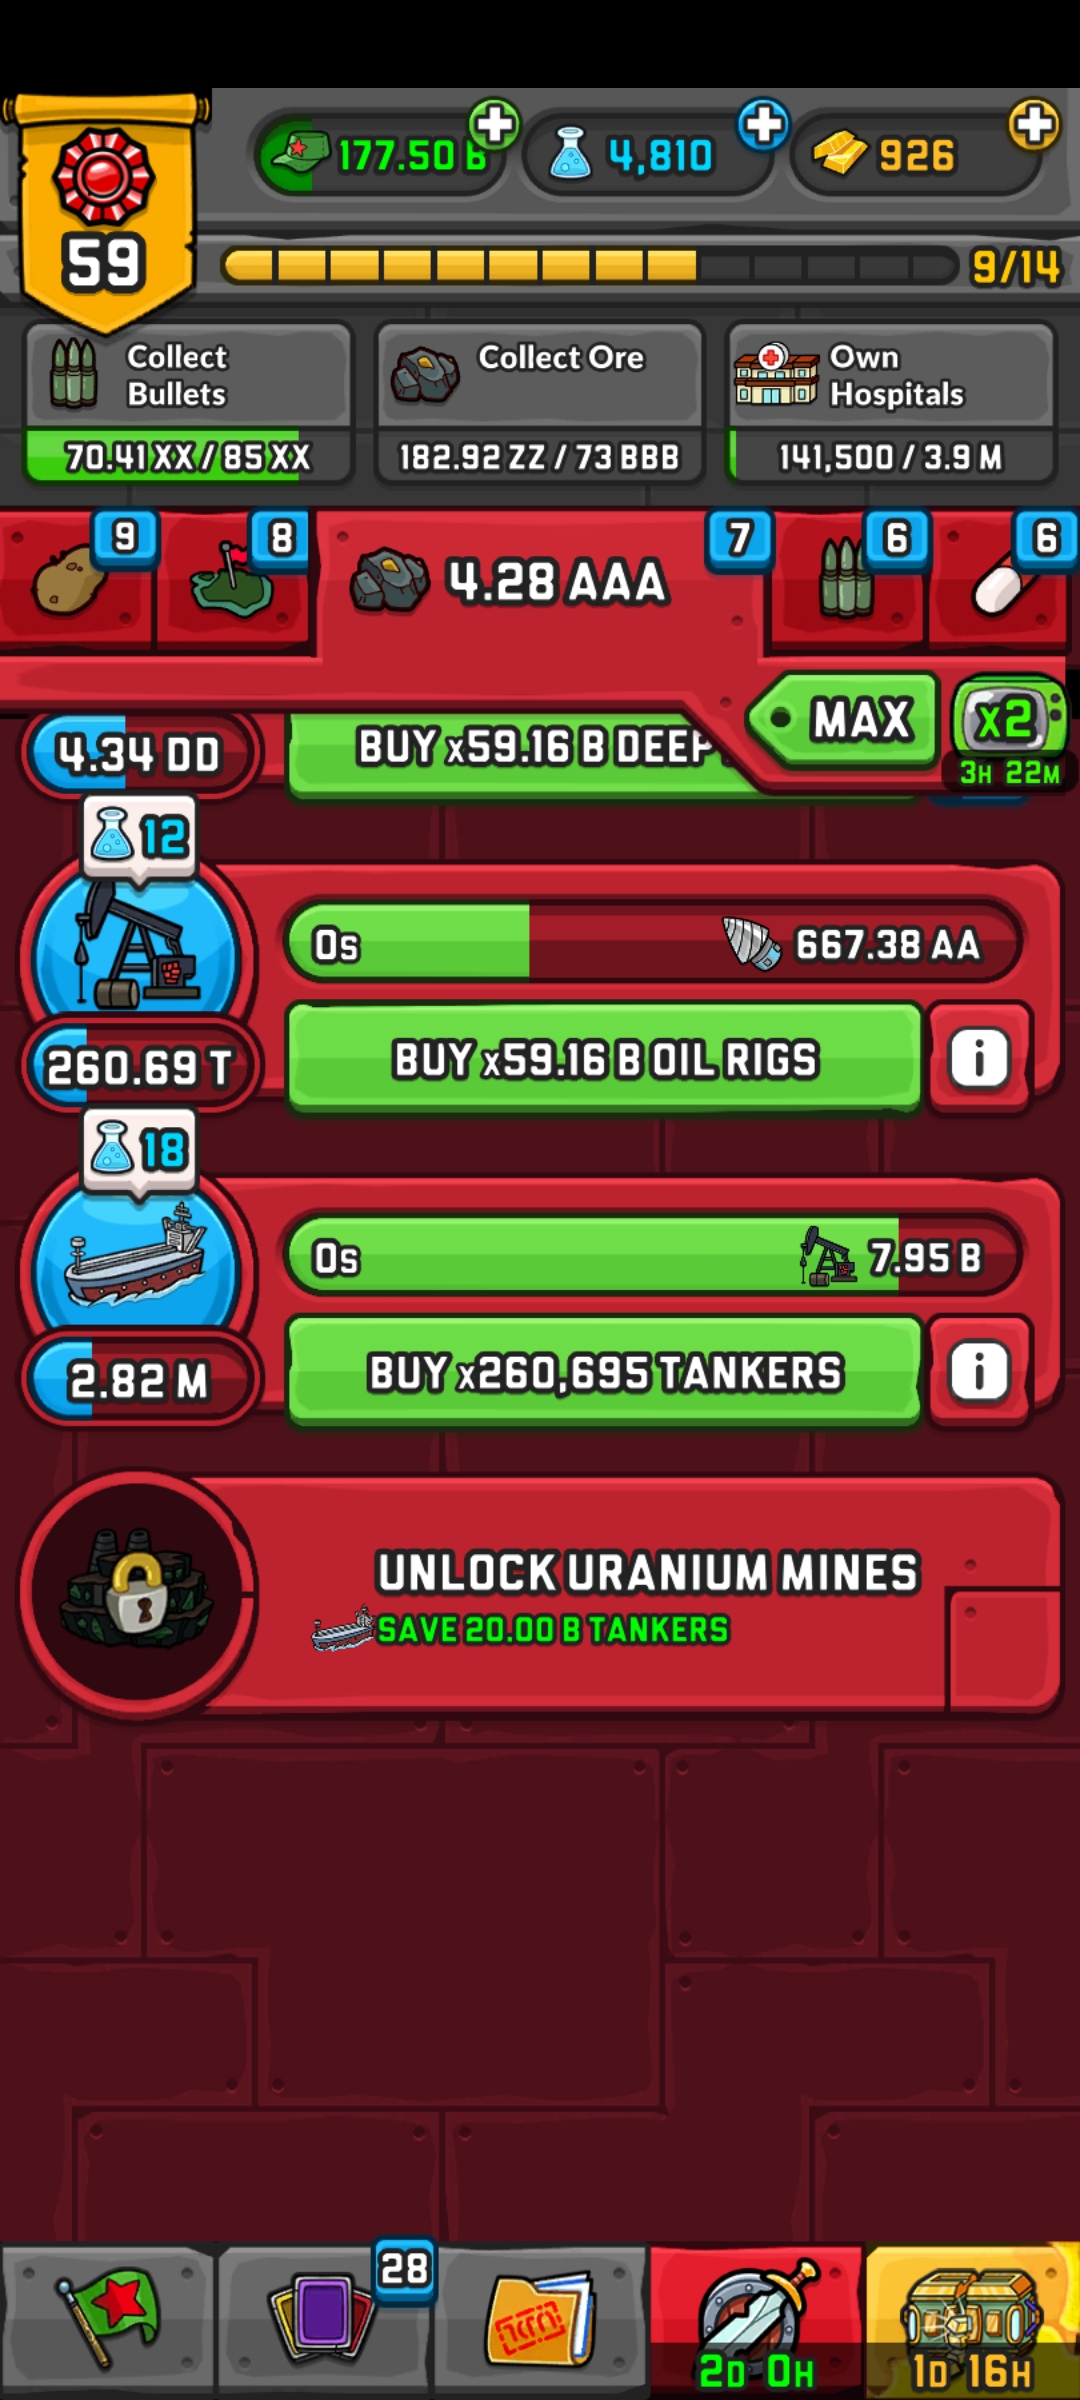 59
177.50 B
4,810
926
9/14
Collect
Bullets
70.41 XX / 85 XX
Collect Ore
182.92 ZZ / 73 BBB
Own
Hospitals
141,500 / 3.9 M
9
8
4.28 AAA
7
6
6
MAX
x2
3H 22M
4.34 DD
BUY x59.16 B DEEP
12
0s
667.38 AA
260.69 T
BUY x59.16 B OIL RIGS
i
18
0s
7.95 B
2.82 M
BUY x260,695 TANKERS
i
UNLOCK URANIUM MINES
SAVE 20.00 B TANKERS
28
2D 0H
1D 16H